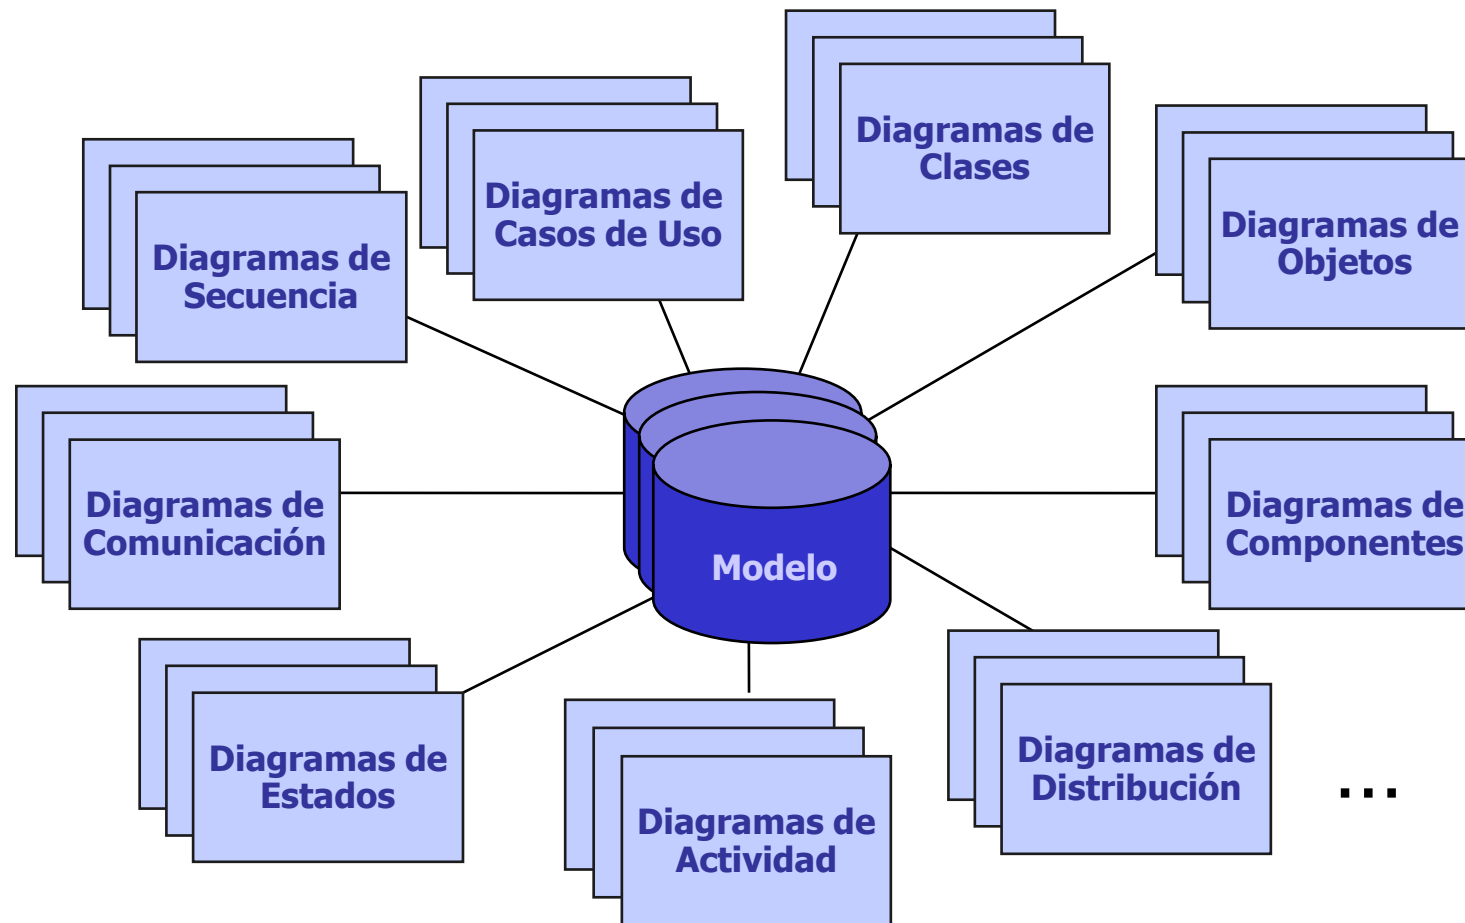 Diagramas de
Clases
Diagramas de
Casos de Uso
Diagramas de
Objetos
Diagramas de
Secuencia
Diagramas de
Comunicación
Diagramas de
Componentes
Modelo
Diagramas de
Estados
Diagramas de
Actividad
Diagramas de
Distribución
...